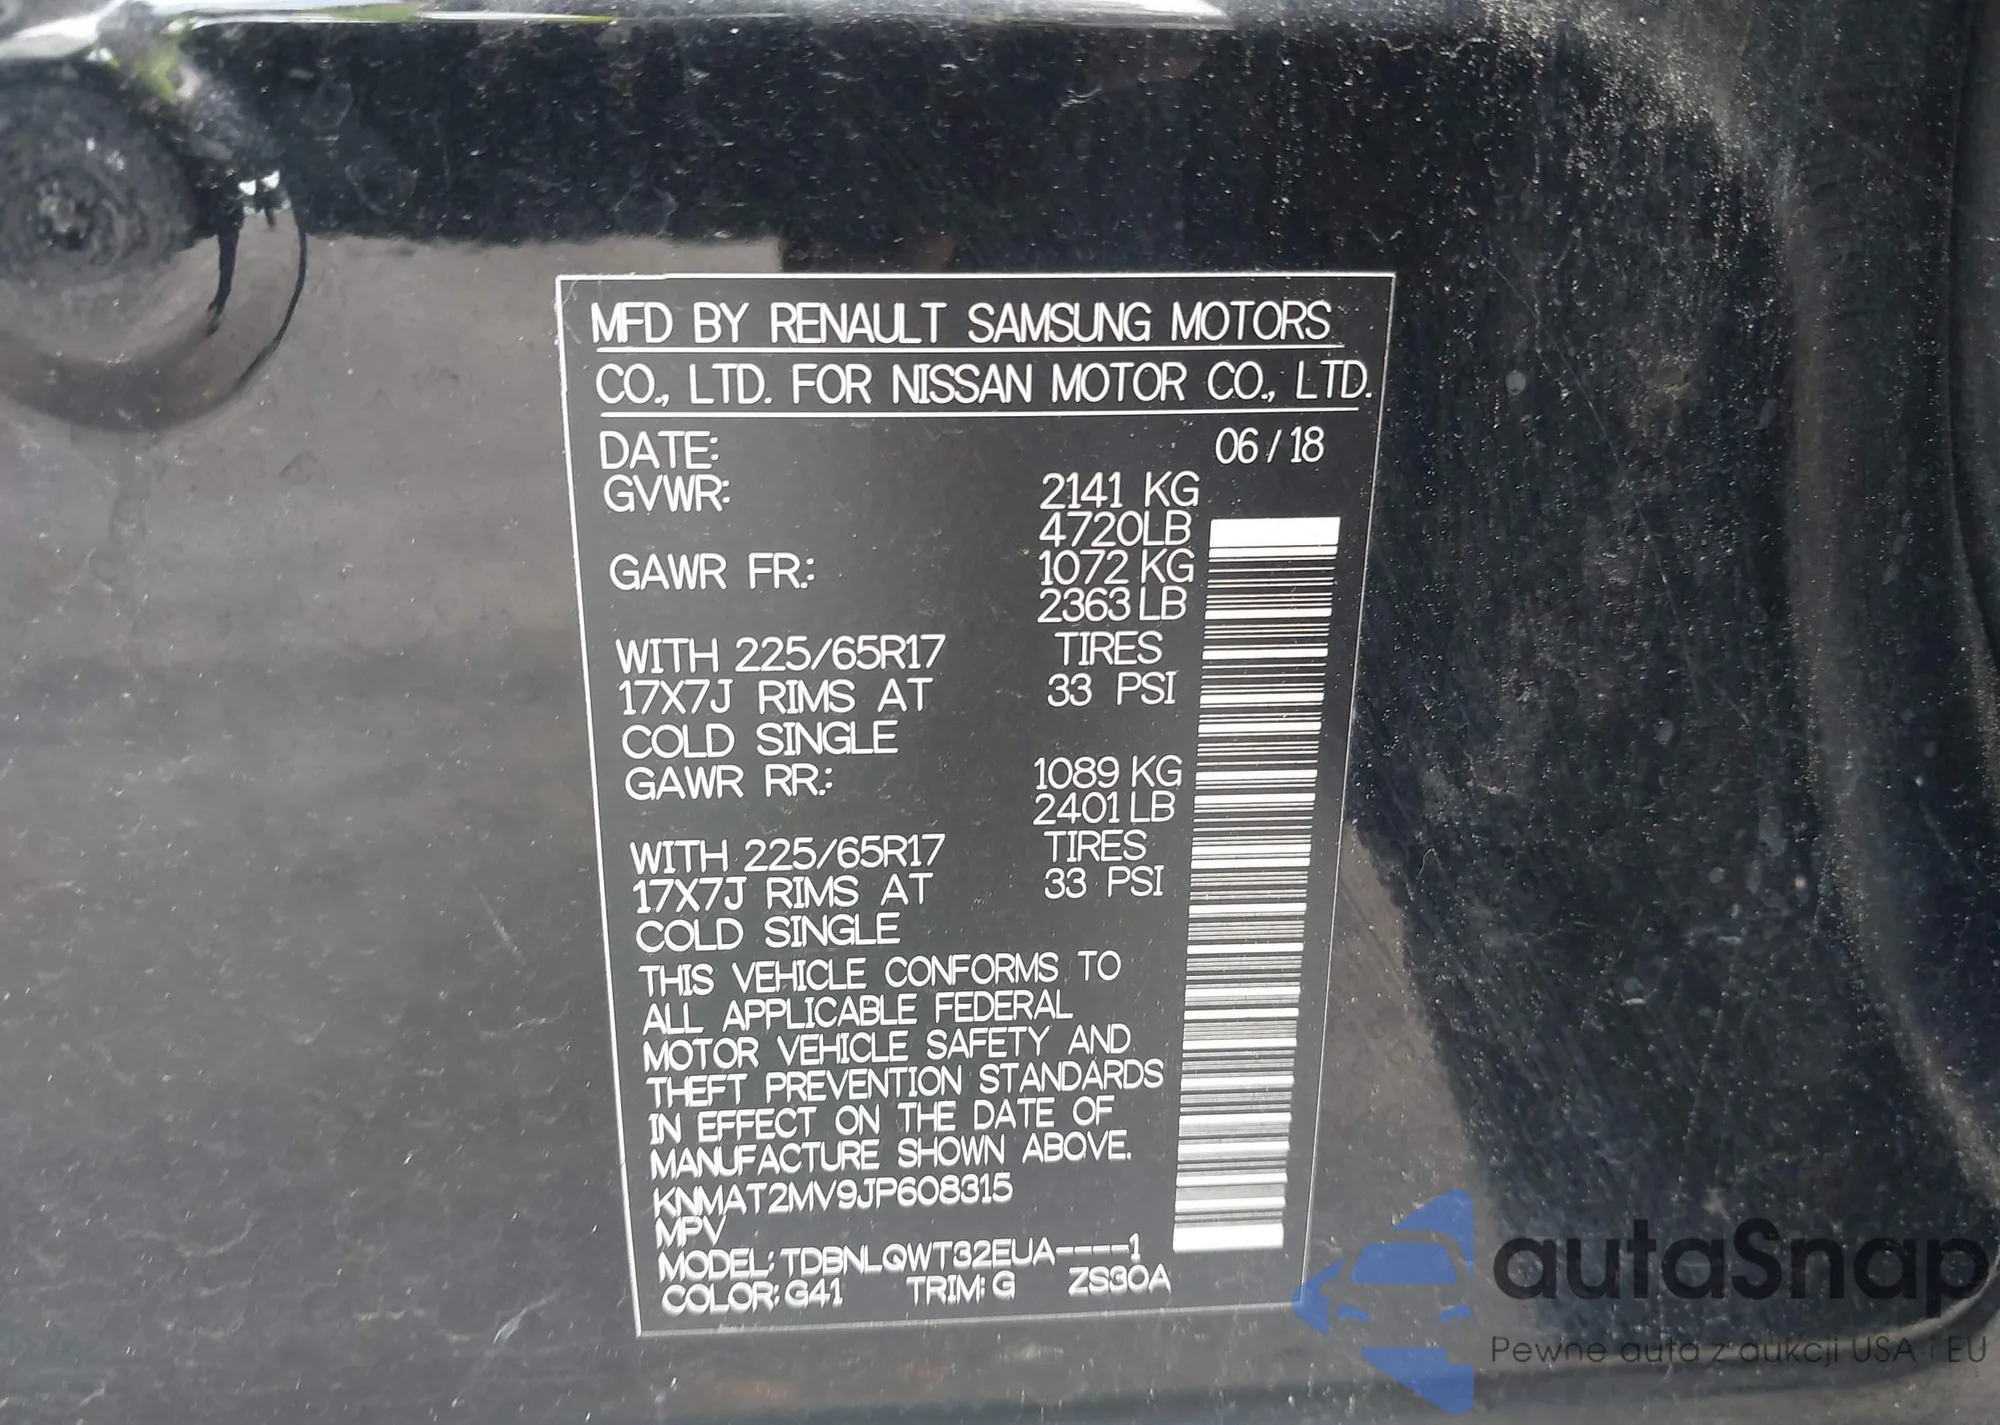 MFD BY RENAULT SAMSUNG MOTORS
CO., LTD. FOR NISSAN MOTOR CO., LTD.
DATE: 06/18
GVWR: 2141 KG
4720LB
GAWR FR.: 1072 KG
2363 LB
WITH 225/65R17 TIRES
17X7J RIMS AT 33 PSI
COLD SINGLE
GAWR RR.: 1089 KG
2401 LB
WITH 225/65R17 TIRES
17X7J RIMS AT 33 PSI
COLD SINGLE
THIS VEHICLE CONFORMS TO
ALL APPLICABLE FEDERAL
MOTOR VEHICLE SAFETY AND
THEFT PREVENTION STANDARDS
IN EFFECT ON THE DATE OF
MANUFACTURE SHOWN ABOVE.
KNMAT2MV9JP608315
MPV
MODEL: TDBNLQWT32EUA----1
COLOR: G41 TRIM: G ZS30A
autaSnap
Pewne auta z aukcji USA i EU